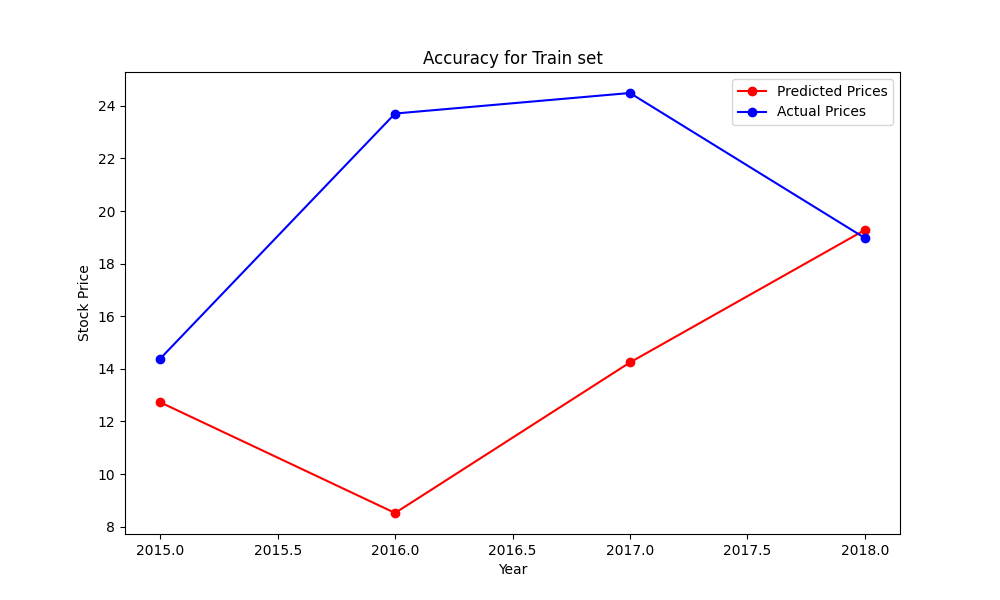 Accuracy for Train set
Predicted Prices
Actual Prices
Stock Price
24
22
20
18
16
14
12
10
8
2015.0 2015.5 2016.0 2016.5 2017.0 2017.5 2018.0
Year